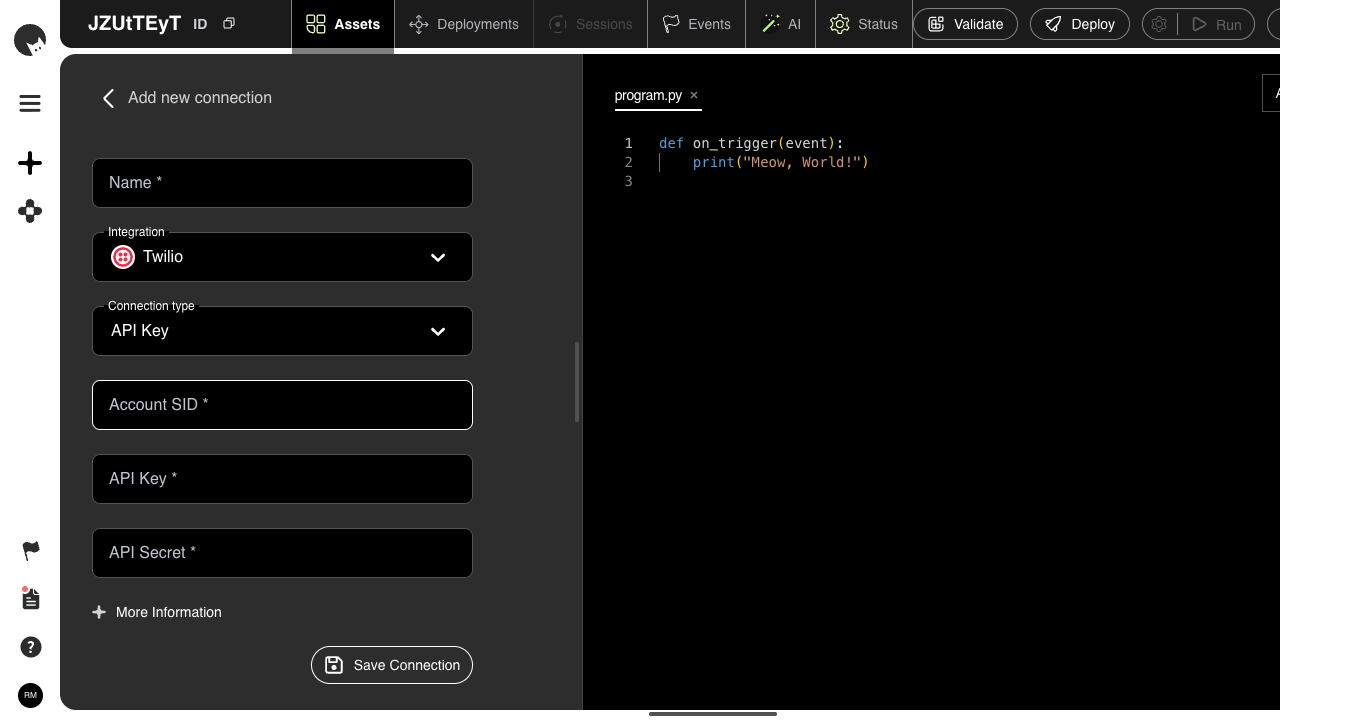 JZUtTEyT ID
Assets
Deployments
Sessions
Events
AI
Status
Validate
Deploy
Run
Add new connection
Name *
Integration
Twilio
Connection type
API Key
Account SID *
API Key *
API Secret *
More Information
Save Connection
program.py ×
1 def on_trigger(event):
2     print("Meow, World!")
3
?
RM